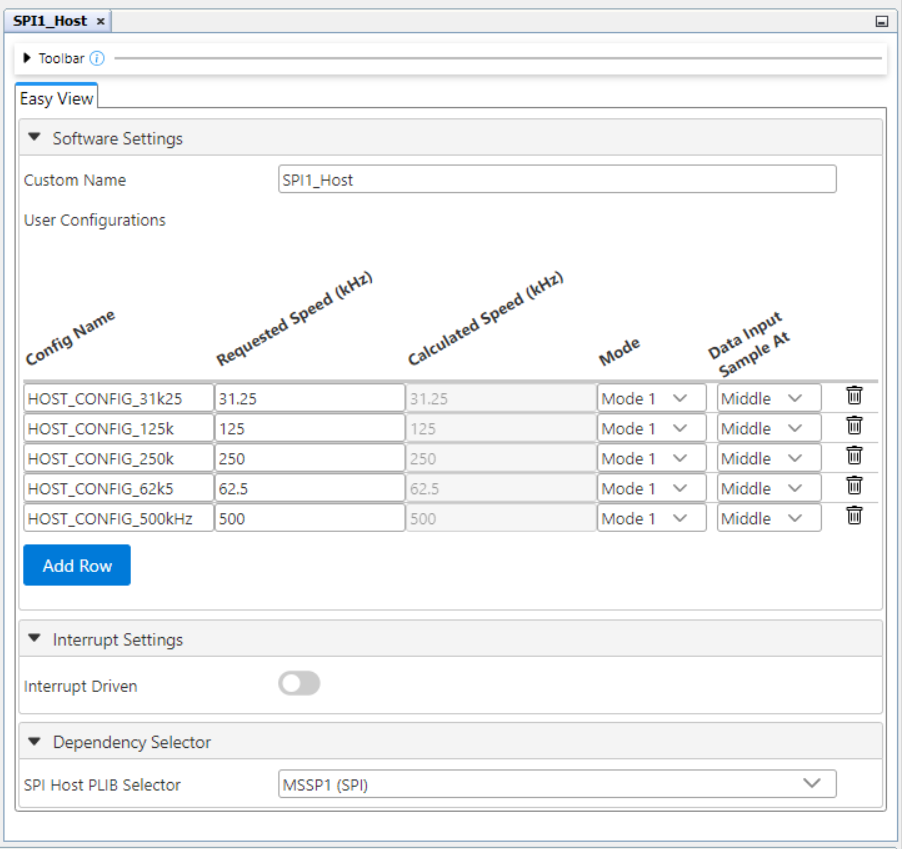 SPI1_Host ×
Toolbar
Easy View
Software Settings
Custom Name SPI1_Host
User Configurations
Config Name Requested Speed (kHz) Calculated Speed (kHz) Mode Data Input Sample At
HOST_CONFIG_31k25 31.25 31.25 Mode 1 Middle
HOST_CONFIG_125k 125 125 Mode 1 Middle
HOST_CONFIG_250k 250 250 Mode 1 Middle
HOST_CONFIG_62k5 62.5 62.5 Mode 1 Middle
HOST_CONFIG_500kHz 500 500 Mode 1 Middle
Add Row
Interrupt Settings
Interrupt Driven
Dependency Selector
SPI Host PLIB Selector MSSP1 (SPI)